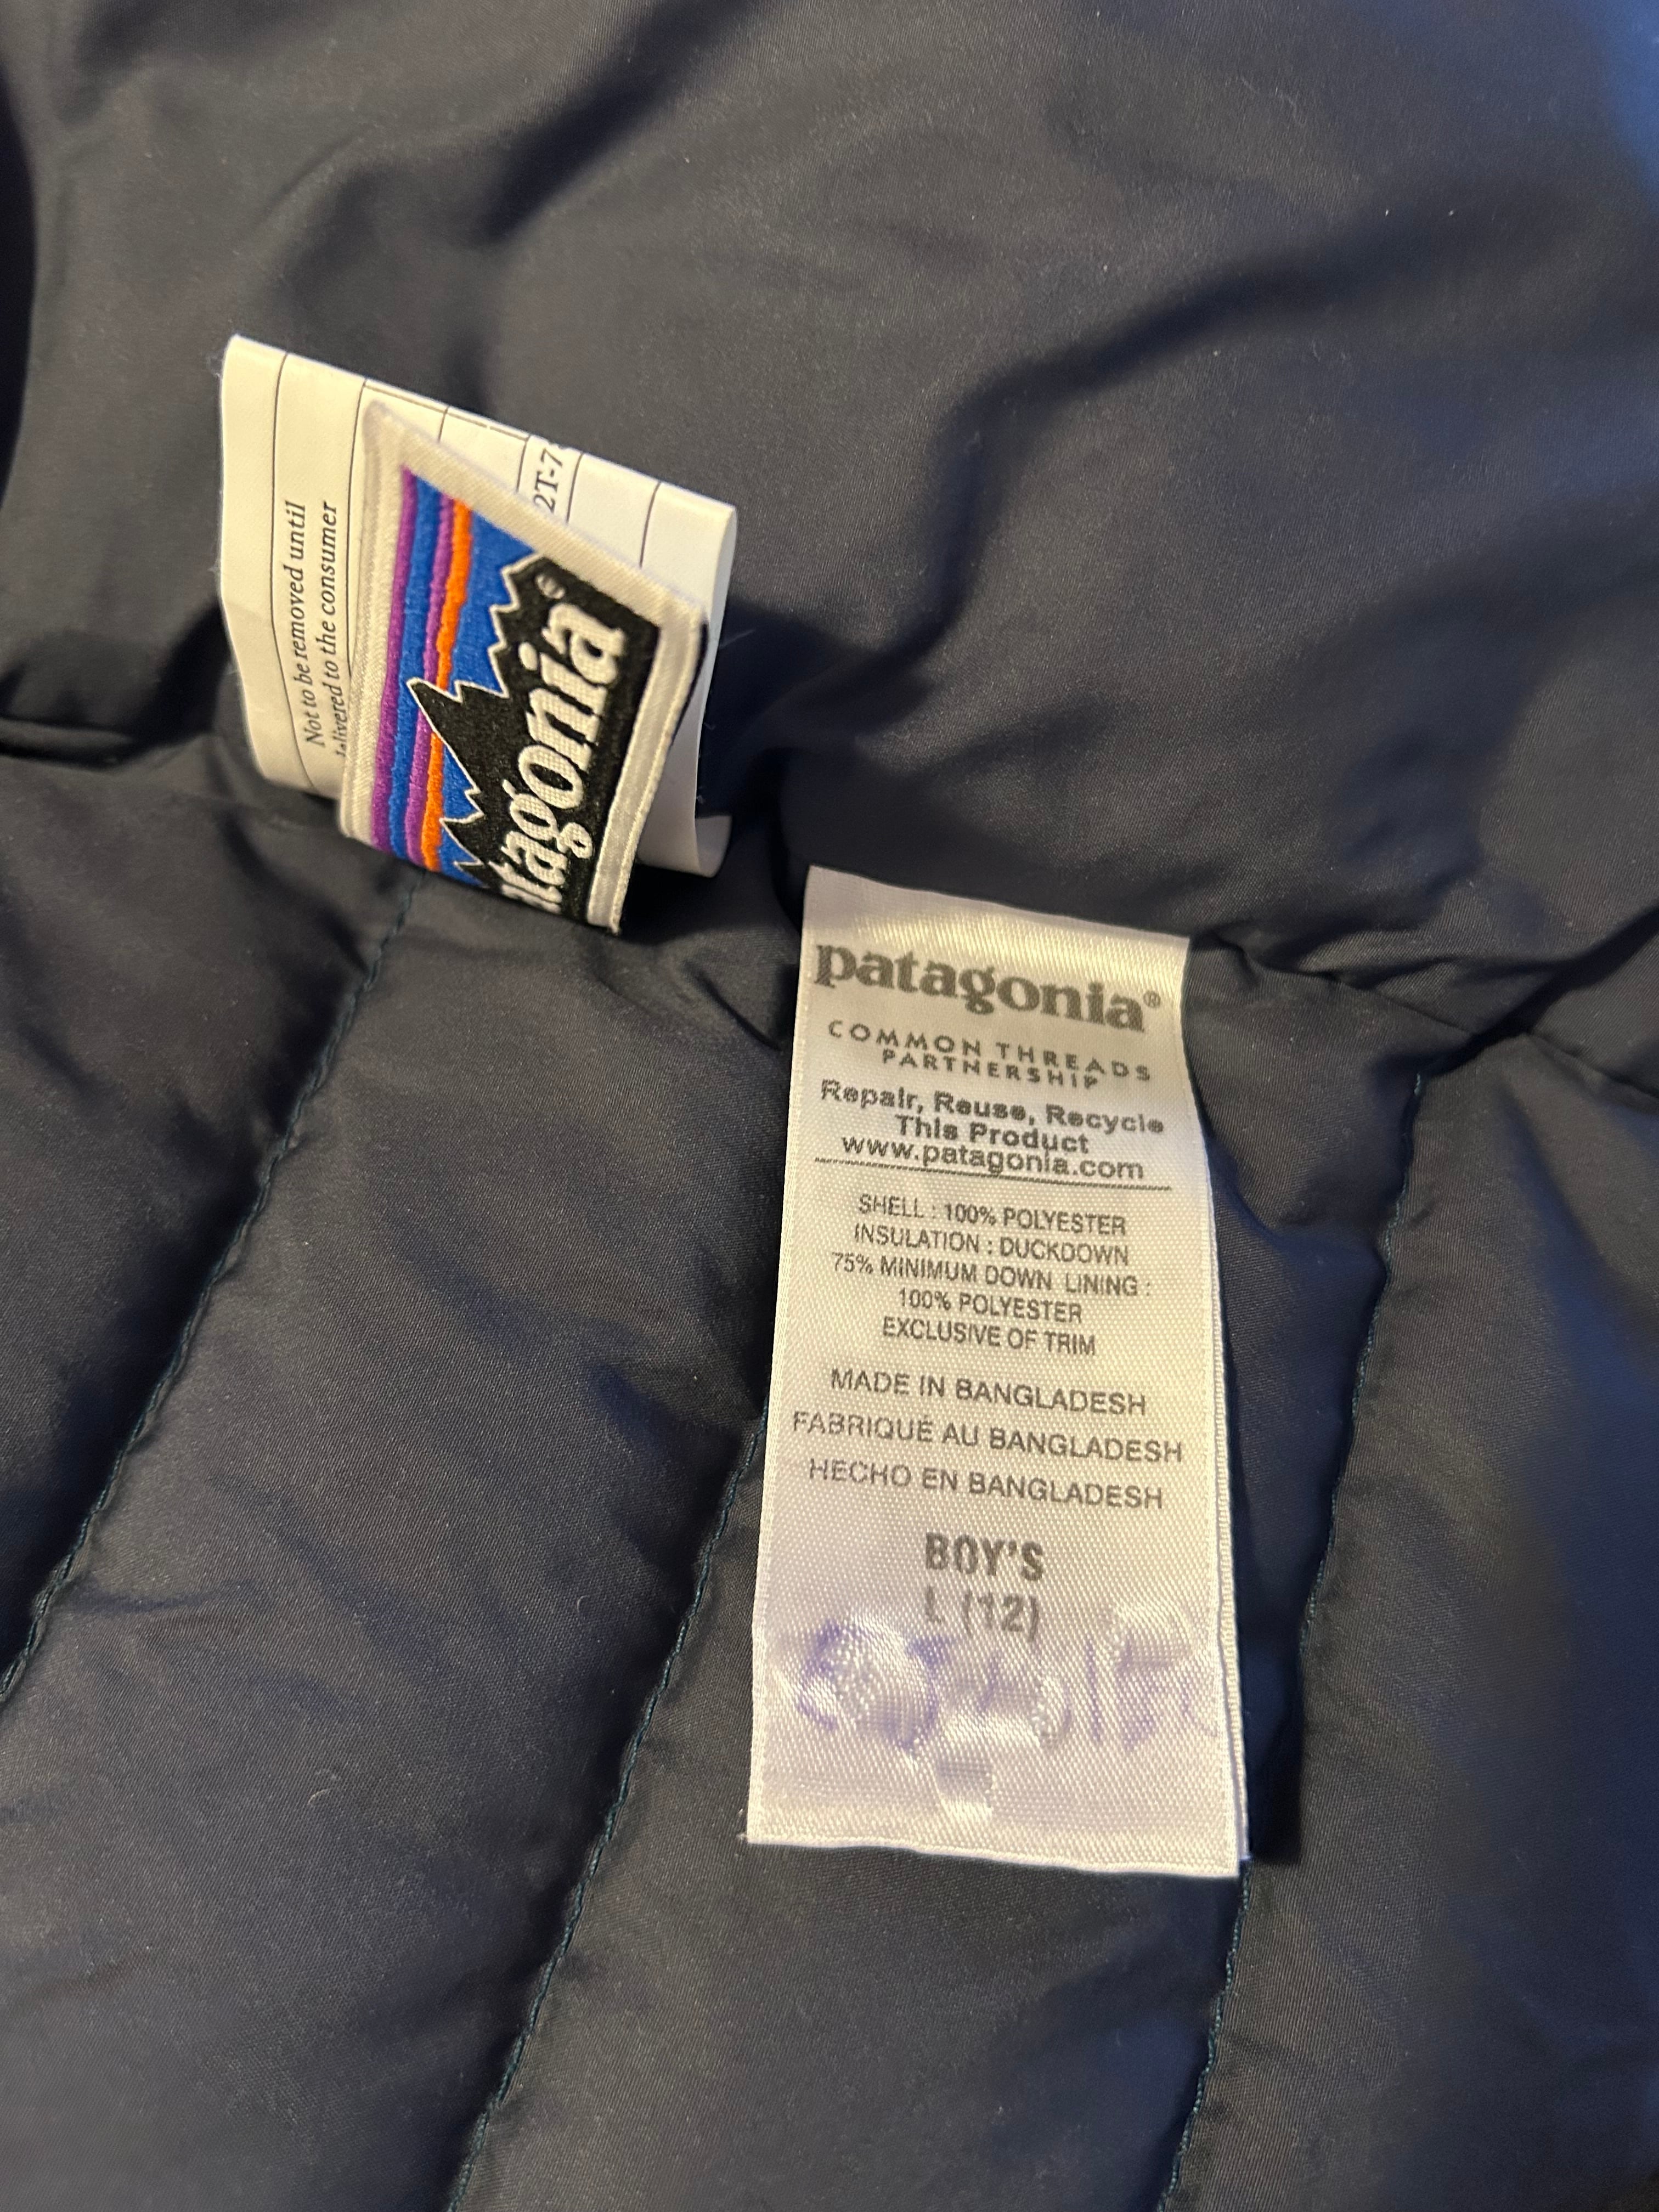 Not to be removed until
delivered to the consumer
2T-7
patagonia®
patagonia®
COMMON THREADS
PARTNERSHIP
Repair, Reuse, Recycle
This Product
www.patagonia.com
SHELL : 100% POLYESTER
INSULATION : DUCKDOWN
75% MINIMUM DOWN LINING :
100% POLYESTER
EXCLUSIVE OF TRIM
MADE IN BANGLADESH
FABRIQUÉ AU BANGLADESH
HECHO EN BANGLADESH
BOY'S
L (12)